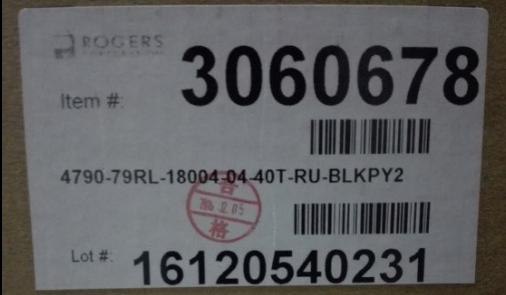 ROGERS
CORPORATION
3060678
Item #:
4790-79RL-18004-04-40T-RU-BLKPY2
合
格
Lot #:
16120540231